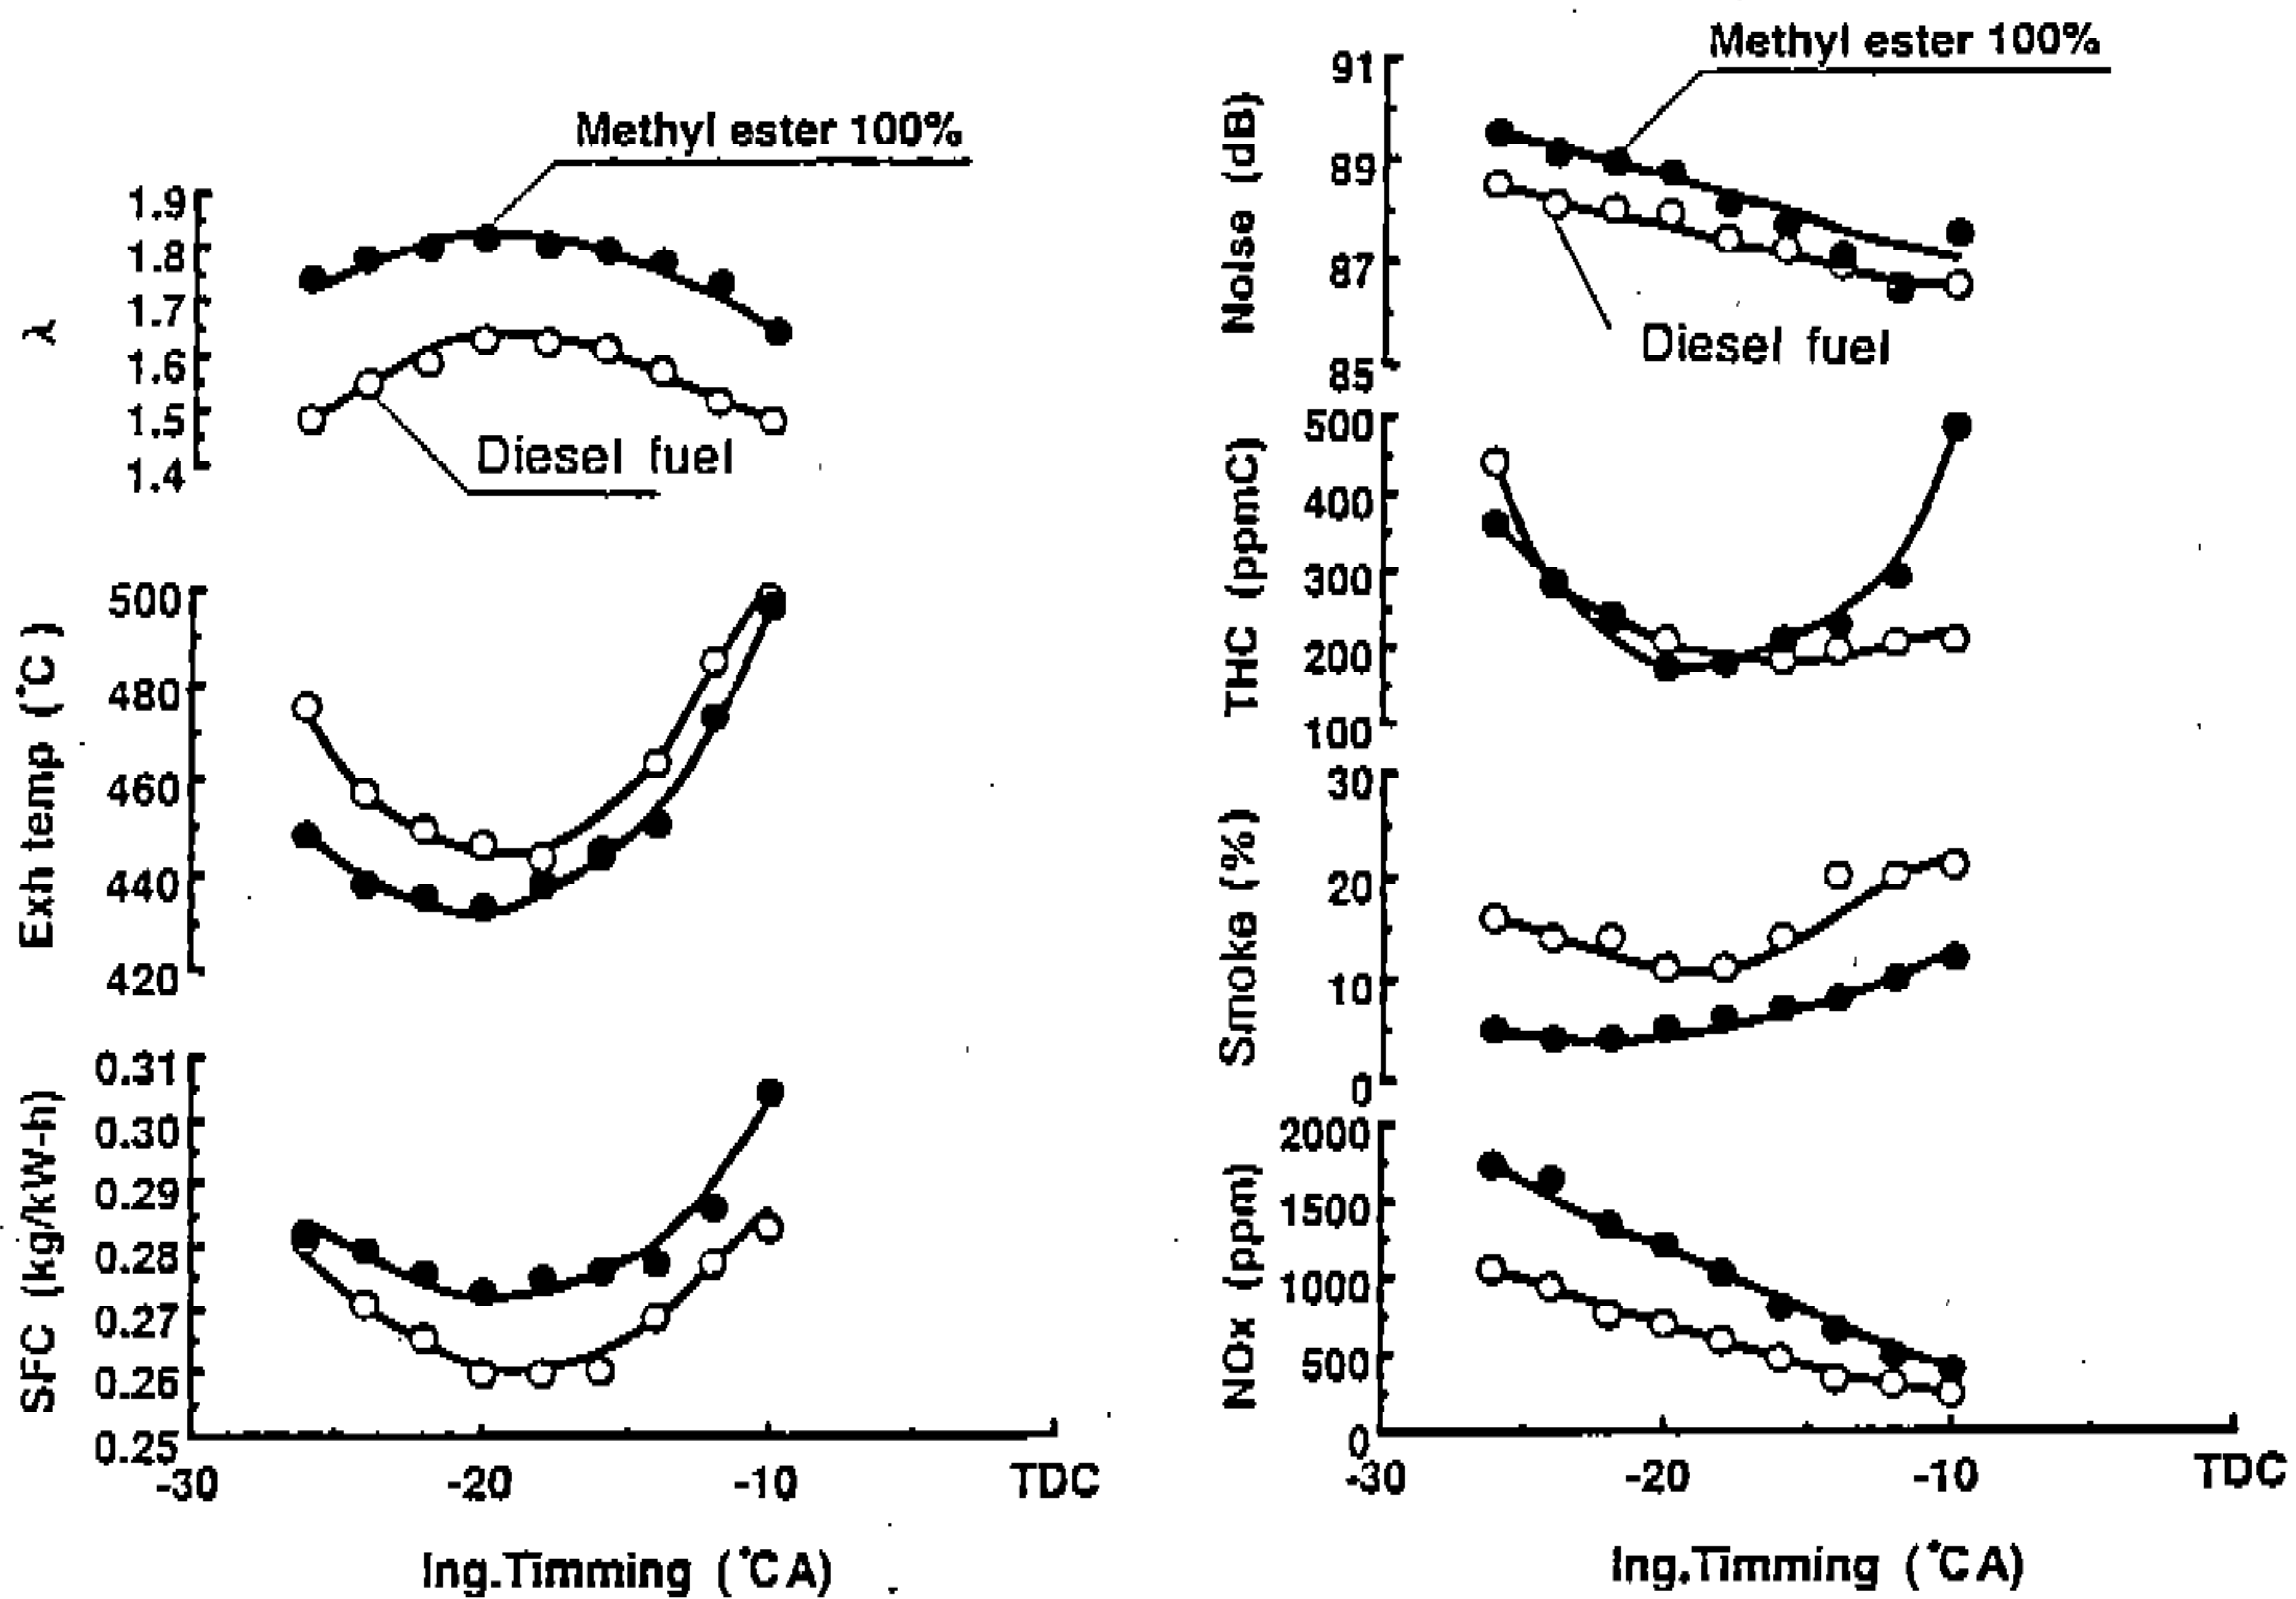 Methyl ester 100%
λ
1.9
1.8
1.7
1.6
1.5
1.4
Diesel fuel
Exh temp (°C)
500
480
460
440
420
SFC (kg/kW-h)
0.31
0.30
0.29
0.28
0.27
0.26
0.25
-30
-20
-10
TDC
Ing.Timming (°CA)
Methyl ester 100%
Noise (dB)
91
89
87
85
Diesel fuel
THC (ppmC)
500
400
300
200
100
Smoke (%)
30
20
10
0
NOx (ppm)
2000
1500
1000
500
0
-30
-20
-10
TDC
Ing.Timming (°CA)